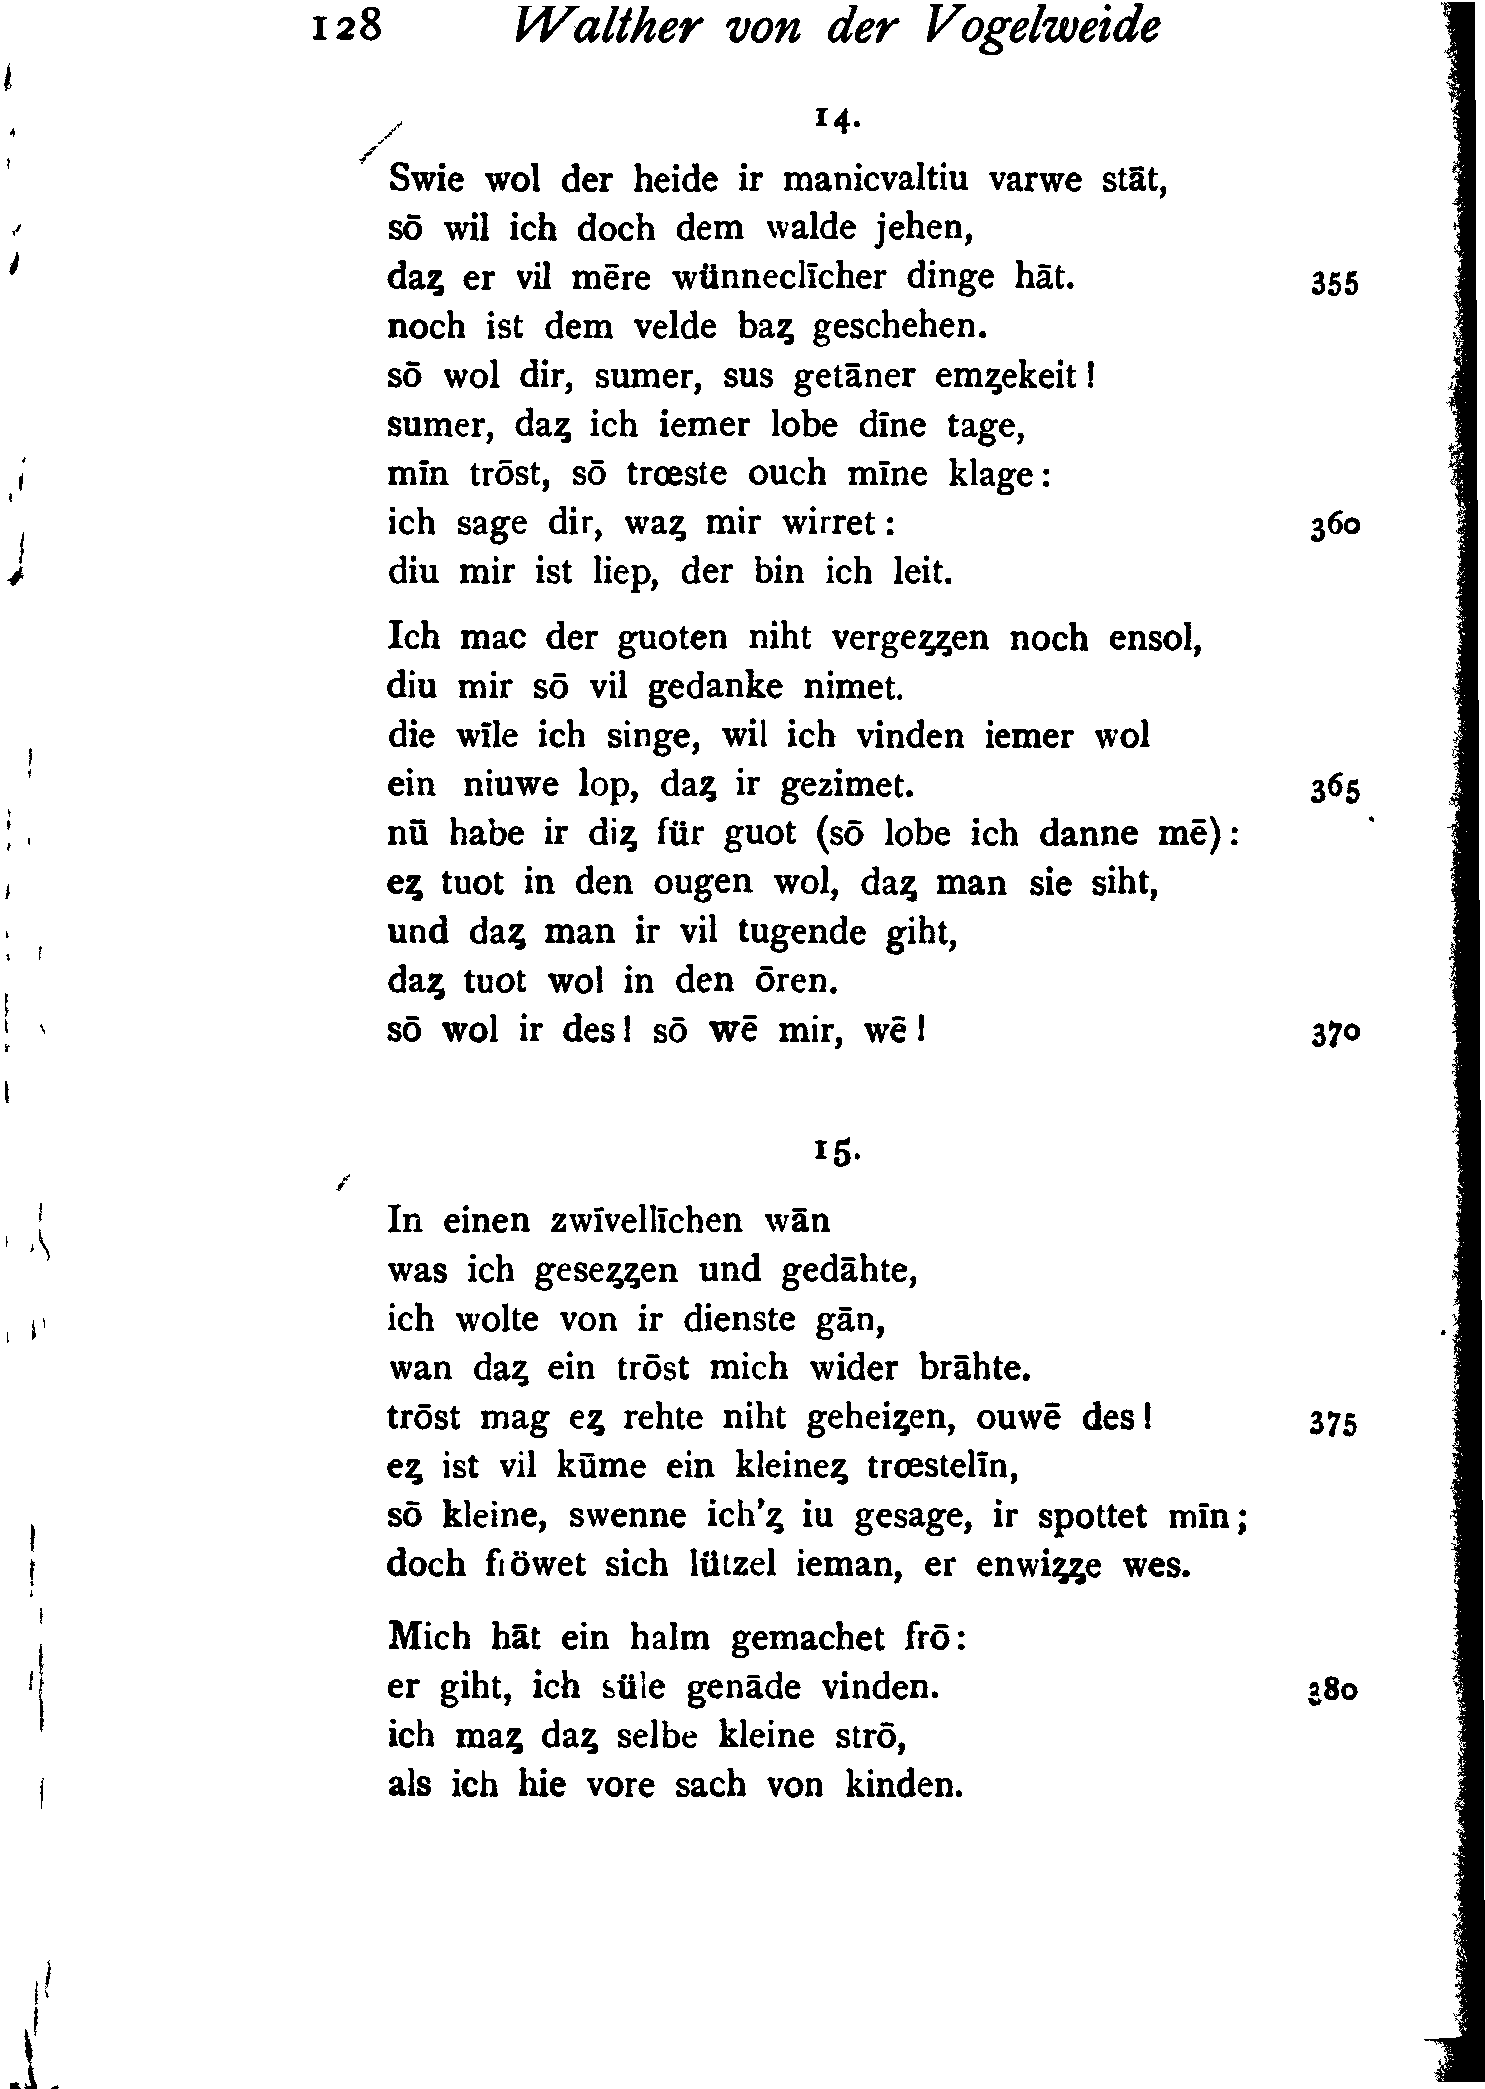 128 Walther von der Vogelweide
14.
Swie wol der heide ir manicvaltiu varwe stāt,
sō wil ich doch dem walde jehen,
daȥ er vil mēre wünneclīcher dinge hāt. 355
noch ist dem velde baȥ geschehen.
sō wol dir, sumer, sus getāner emȥekeit!
sumer, daȥ ich iemer lobe dīne tage,
mīn trōst, sō trœste ouch mīne klage:
ich sage dir, waȥ mir wirret: 360
diu mir ist liep, der bin ich leit.
Ich mac der guoten niht vergeȥȥen noch ensol,
diu mir sō vil gedanke nimet.
die wīle ich singe, wil ich vinden iemer wol
ein niuwe lop, daȥ ir gezimet. 365
nū habe ir diȥ für guot (sō lobe ich danne mē):
eȥ tuot in den ougen wol, daȥ man sie siht,
und daȥ man ir vil tugende giht,
daȥ tuot wol in den ōren.
sō wol ir des! sō wē mir, wē! 370
15.
In einen zwīvellīchen wān
was ich geseȥȥen und gedāhte,
ich wolte von ir dienste gān,
wan daȥ ein trōst mich wider brāhte.
trōst mag eȥ rehte niht geheiȥen, ouwē des! 375
eȥ ist vil kūme ein kleineȥ trœstelīn,
sō kleine, swenne ich'ȥ iu gesage, ir spottet mīn;
doch fröwet sich lützel ieman, er enwiȥȥe wes.
Mich hāt ein halm gemachet frō:
er giht, ich süle genāde vinden. 380
ich maȥ daȥ selbe kleine strō,
als ich hie vore sach von kinden.